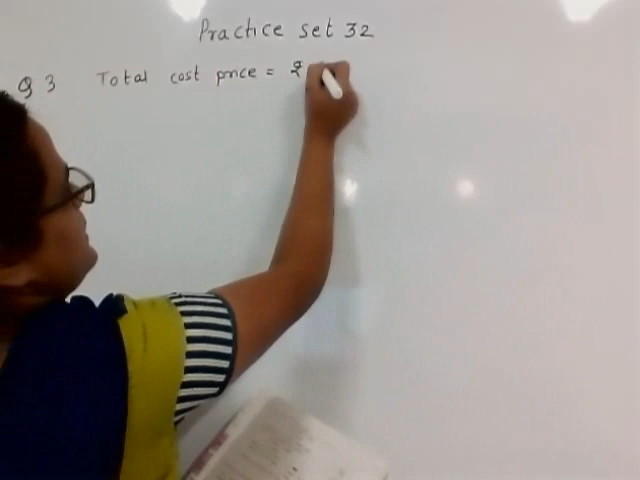 Practice set 32
Q 3 Total cost price = ₹